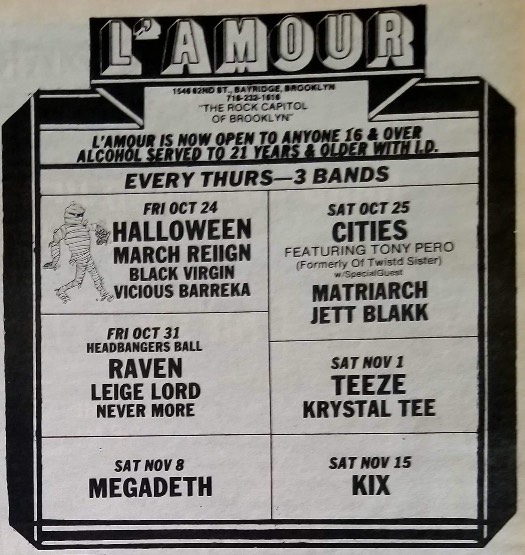 L'AMOUR
1546 62ND ST., BAYRIDGE, BROOKLYN
718-232-1616
"THE ROCK CAPITOL
OF BROOKLYN"
L'AMOUR IS NOW OPEN TO ANYONE 16 & OVER
ALCOHOL SERVED TO 21 YEARS & OLDER WITH I.D.
EVERY THURS—3 BANDS
FRI OCT 24
HALLOWEEN
MARCH REIIGN
BLACK VIRGIN
VICIOUS BARREKA
SAT OCT 25
CITIES
FEATURING TONY PERO
(Formerly Of Twistd Sister)
w/SpecialGuest
MATRIARCH
JETT BLAKK
FRI OCT 31
HEADBANGERS BALL
RAVEN
LEIGE LORD
NEVER MORE
SAT NOV 1
TEEZE
KRYSTAL TEE
SAT NOV 8
MEGADETH
SAT NOV 15
KIX